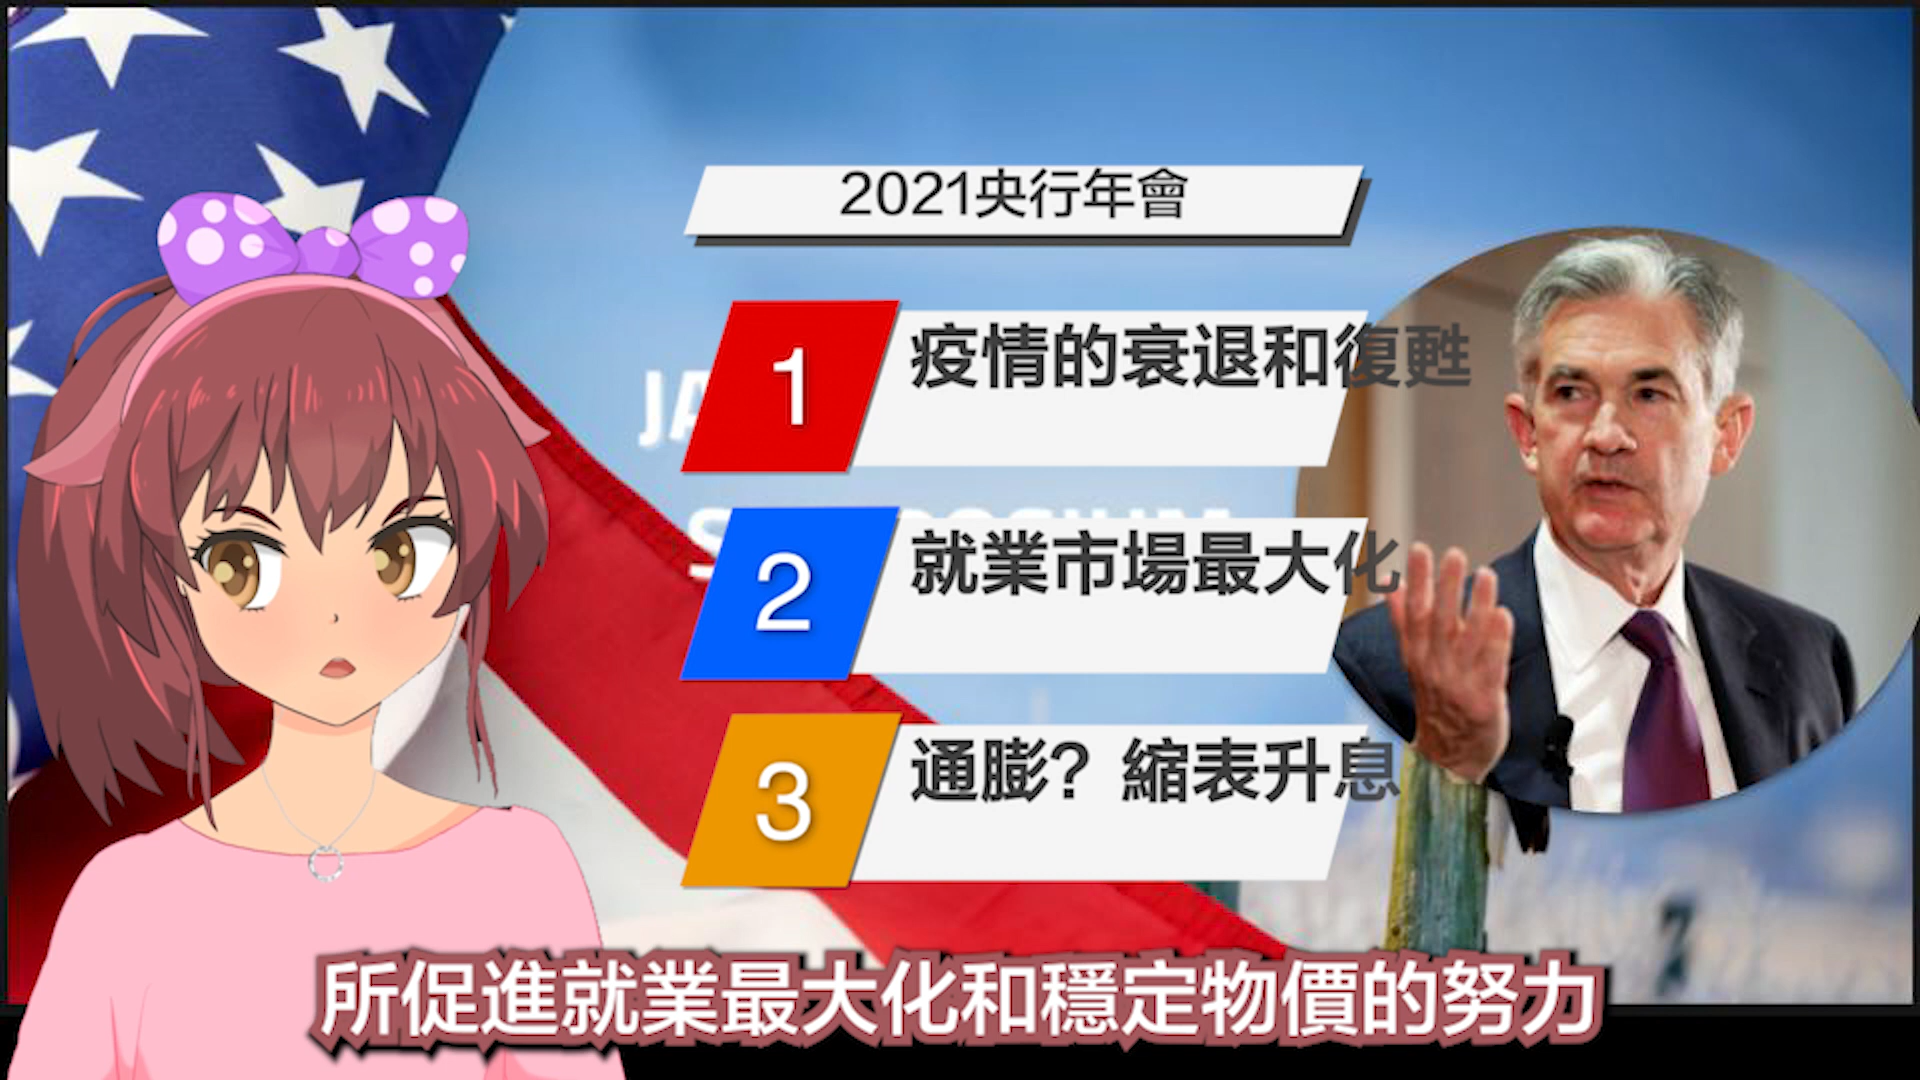 2021央行年會
1
疫情的衰退和復甦
2
就業市場最大化
3
通膨？縮表升息
所促進就業最大化和穩定物價的努力